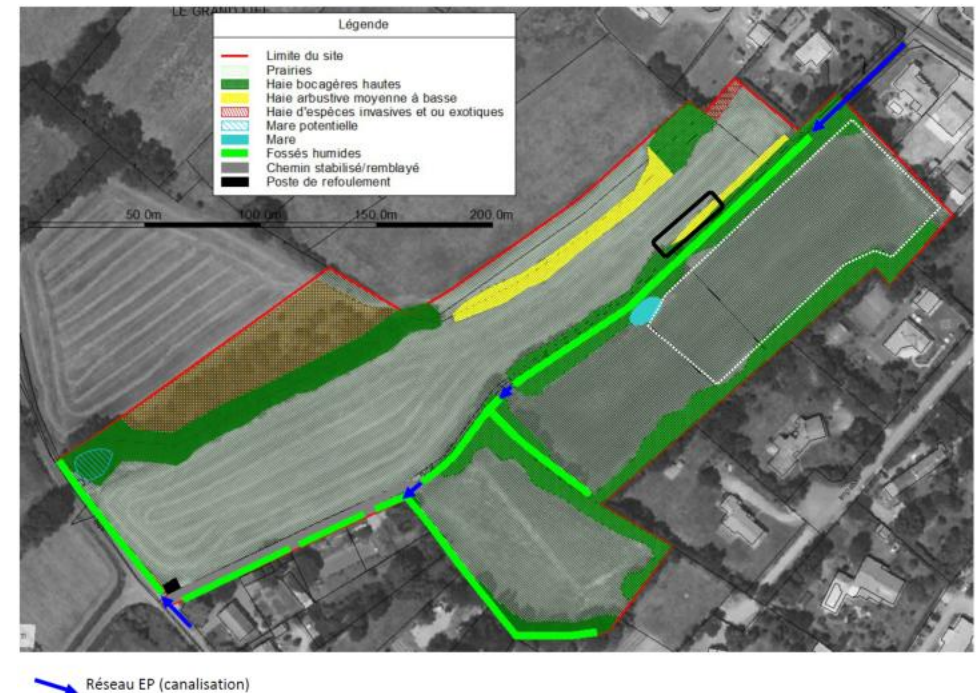 LE GRAND FIEF
Légende
Limite du site
Prairies
Haie bocagères hautes
Haie arbustive moyenne à basse
Haie d'espèces invasives et ou exotiques
Mare potentielle
Mare
Fossés humides
Chemin stabilisé/remblayé
Poste de refoulement
50.0m 100.0m 150.0m 200.0m
Réseau EP (canalisation)